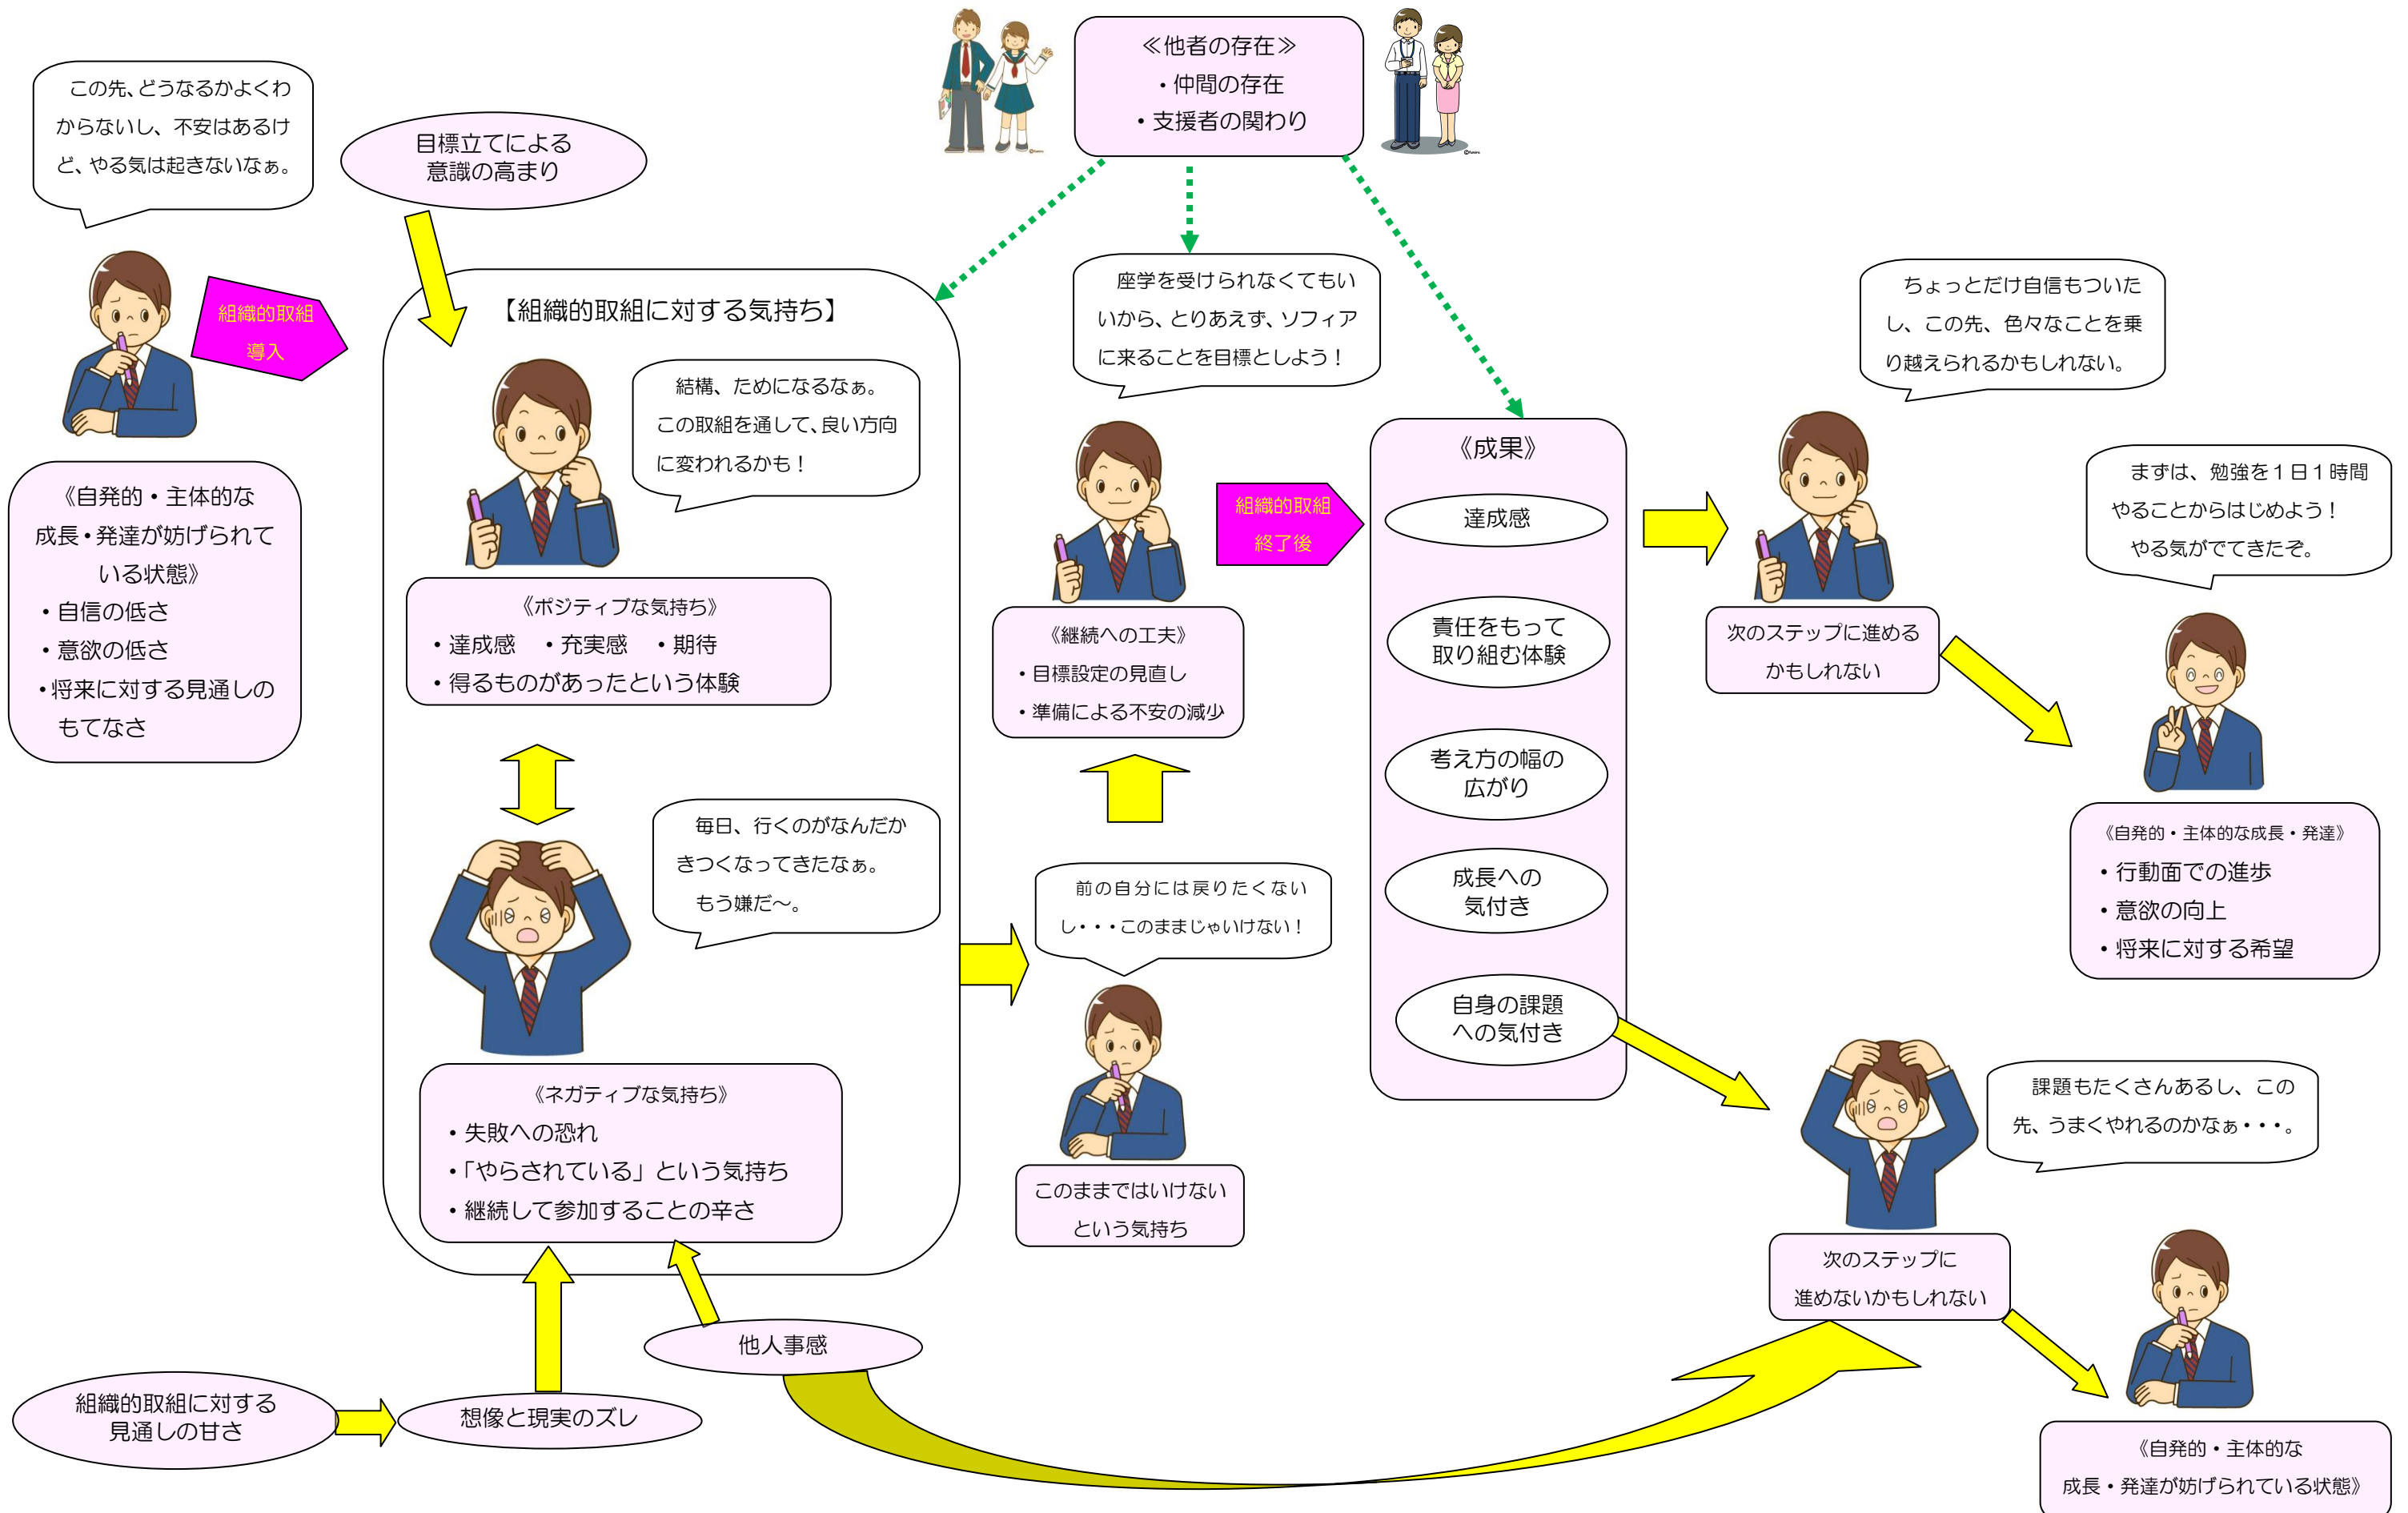 ≪他者の存在≫
・仲間の存在
・支援者の関わり
この先、どうなるかよくわ
からないし、不安はあるけ
ど、やる気は起きないなぁ。
目標立てによる
意識の高まり
組織的取組
導入
《自発的・主体的な
成長・発達が妨げられて
いる状態》
・自信の低さ
・意欲の低さ
・将来に対する見通しの
もてなさ
【組織的取組に対する気持ち】
結構、ためになるなぁ。
この取組を通して、良い方向
に変われるかも！
《ポジティブな気持ち》
・達成感　・充実感　・期待
・得るものがあったという体験
毎日、行くのがなんだか
きつくなってきたなぁ。
もう嫌だ～。
《ネガティブな気持ち》
・失敗への恐れ
・「やらされている」という気持ち
・継続して参加することの辛さ
他人事感
組織的取組に対する
見通しの甘さ
想像と現実のズレ
座学を受けられなくてもい
いから、とりあえず、ソフィア
に来ることを目標としよう！
《継続への工夫》
・目標設定の見直し
・準備による不安の減少
前の自分には戻りたくない
し・・・このままじゃいけない！
このままではいけない
という気持ち
組織的取組
終了後
《成果》
達成感
責任をもって
取り組む体験
考え方の幅の
広がり
成長への
気付き
自身の課題
への気付き
ちょっとだけ自信もついた
し、この先、色々なことを乗
り越えられるかもしれない。
次のステップに進める
かもしれない
まずは、勉強を１日１時間
やることからはじめよう！
やる気がでてきたぞ。
《自発的・主体的な成長・発達》
・行動面での進歩
・意欲の向上
・将来に対する希望
課題もたくさんあるし、この
先、うまくやれるのかなぁ・・・。
次のステップに
進めないかもしれない
《自発的・主体的な
成長・発達が妨げられている状態》